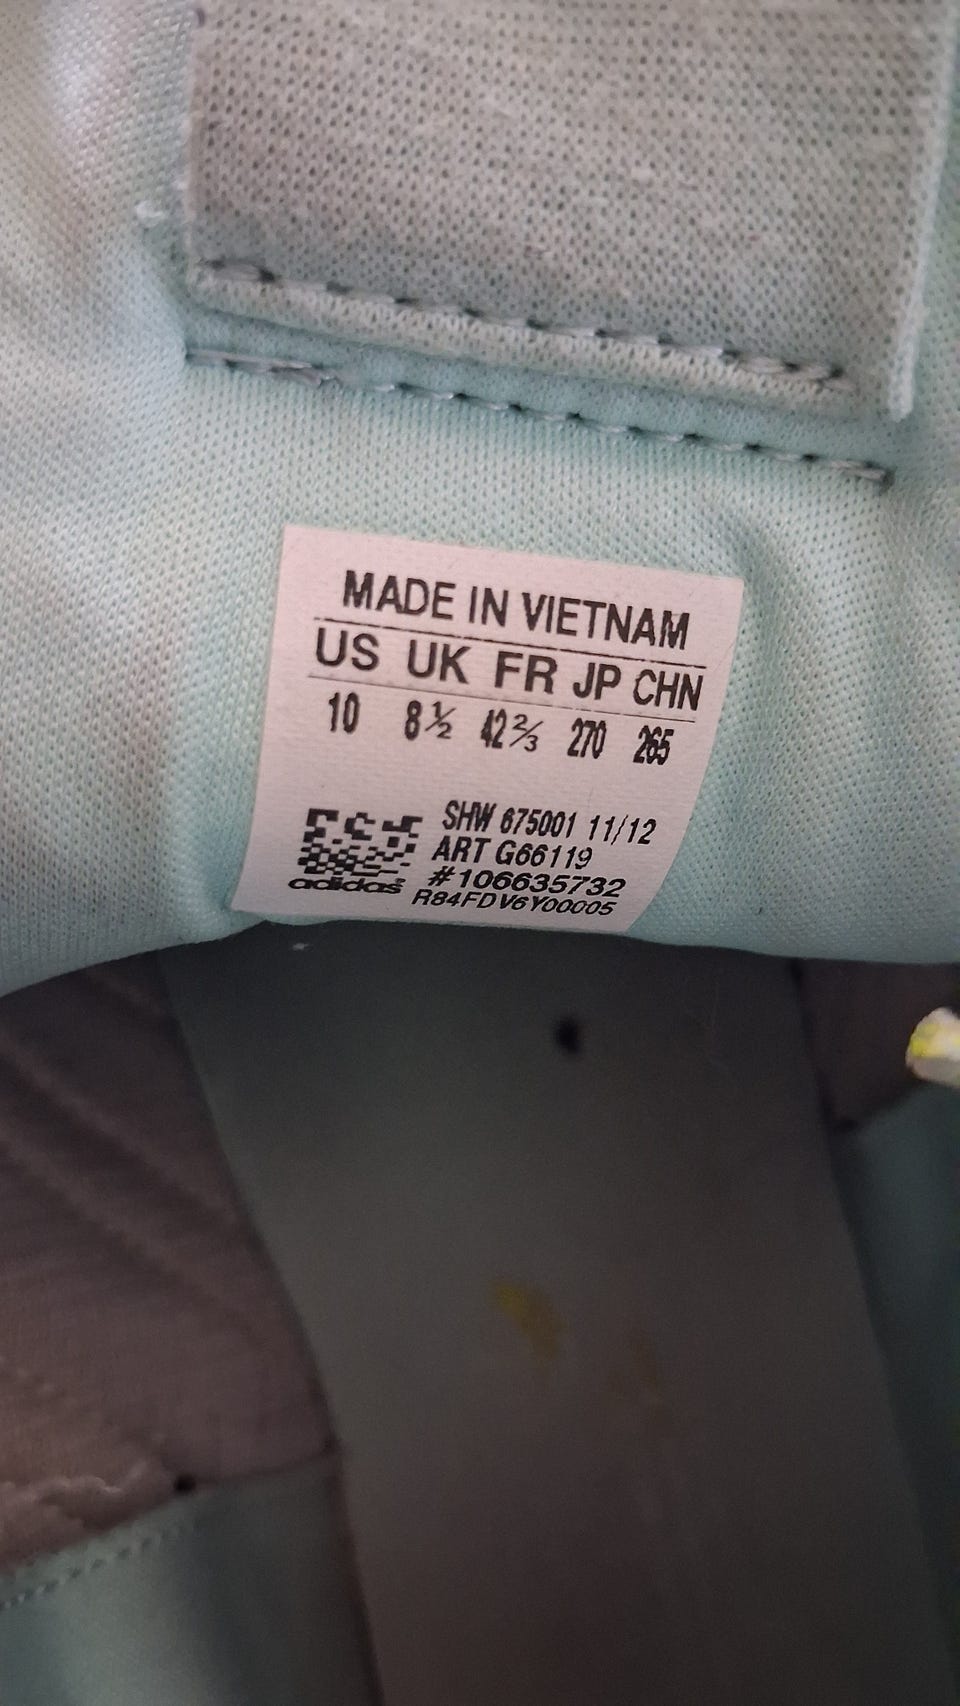 MADE IN VIETNAM
US UK FR JP CHN
10 8½ 42⅔ 270 265
SHW 675001 11/12
ART G66119
#106635732
adidas R84FDV6Y00005